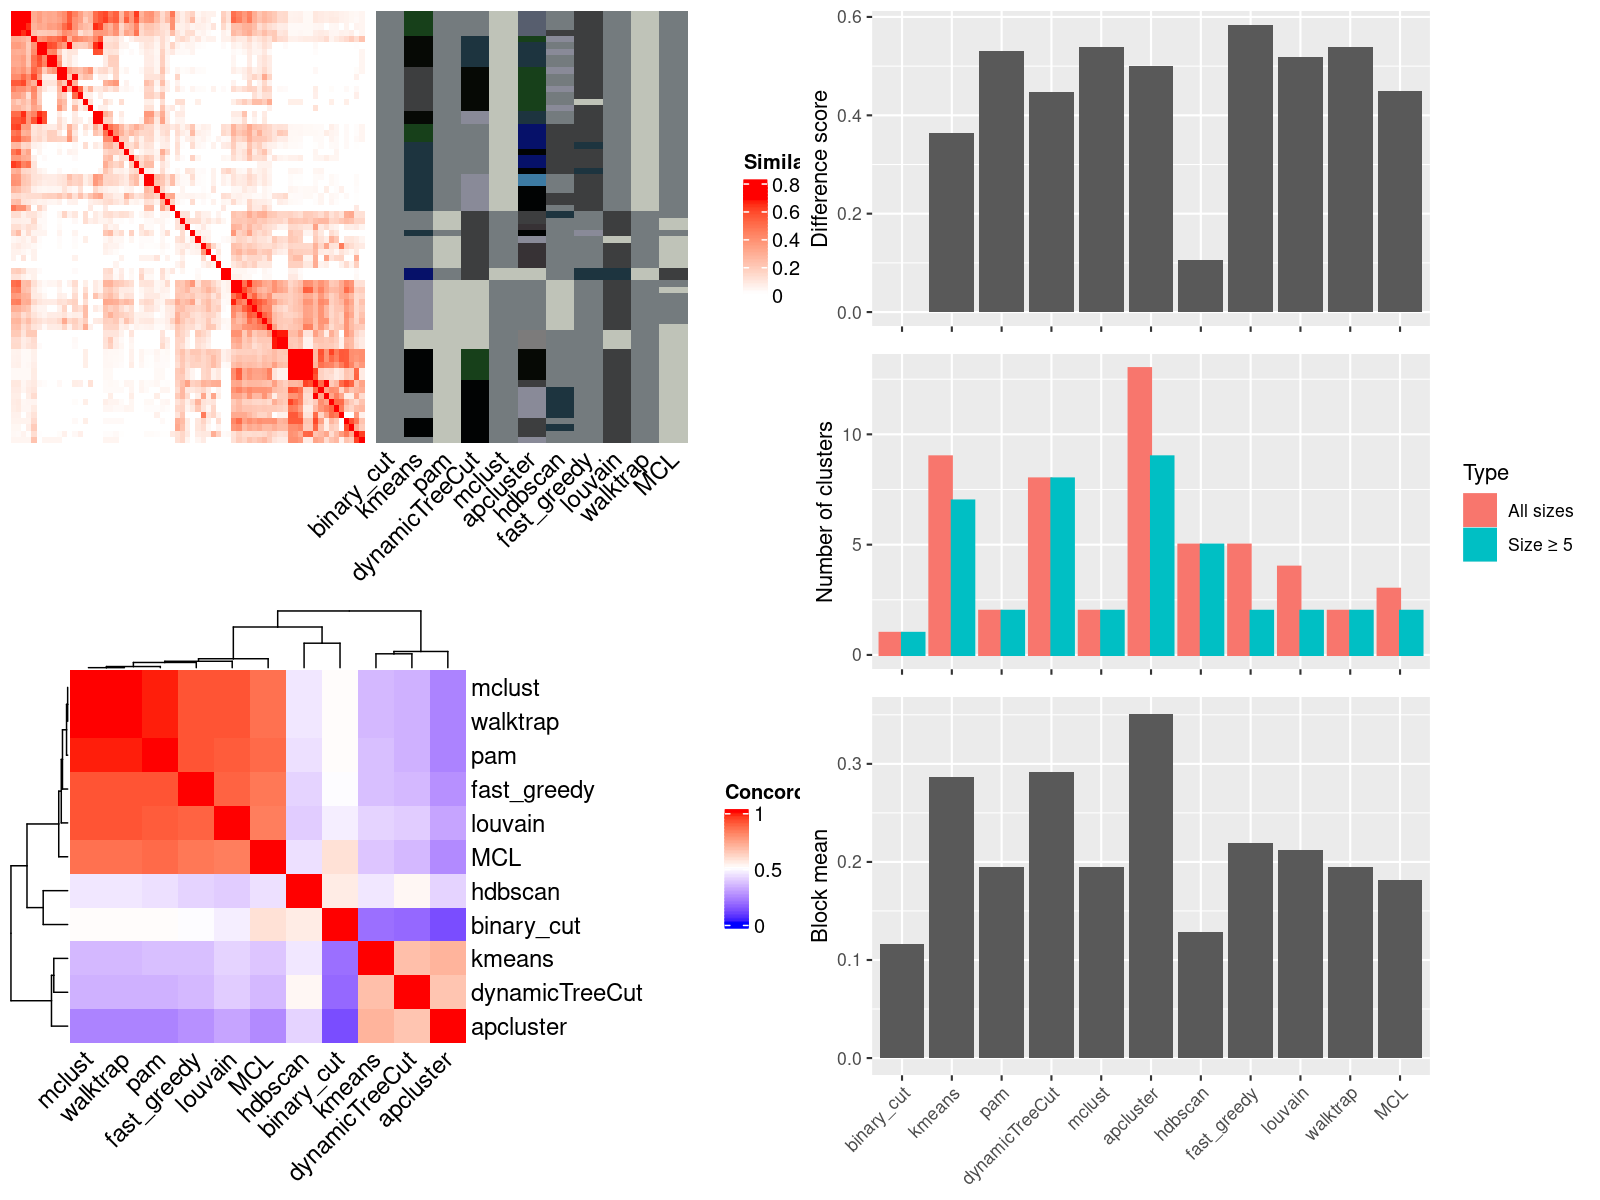 Simila
0.8
0.6
0.4
0.2
0
binary_cut
kmeans
pam
dynamicTreeCut
mclust
apcluster
hdbscan
fast_greedy
louvain
walktrap
MCL
Difference score
0.6
0.4
0.2
0.0
Number of clusters
10
5
0
Type
All sizes
Size ≥ 5
mclust
walktrap
pam
fast_greedy
louvain
MCL
hdbscan
binary_cut
kmeans
dynamicTreeCut
apcluster
mclust
walktrap
pam
fast_greedy
louvain
MCL
hdbscan
binary_cut
kmeans
dynamicTreeCut
apcluster
Concord
1
0.5
0
Block mean
0.3
0.2
0.1
0.0
binary_cut
kmeans
pam
dynamicTreeCut
mclust
apcluster
hdbscan
fast_greedy
louvain
walktrap
MCL